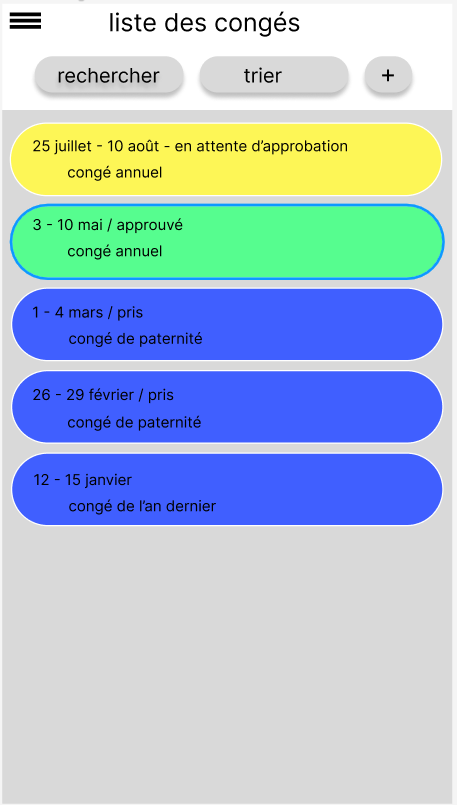 liste des congés
rechercher
trier
+
25 juillet - 10 août - en attente d’approbation
congé annuel
3 - 10 mai / approuvé
congé annuel
1 - 4 mars / pris
congé de paternité
26 - 29 février / pris
congé de paternité
12 - 15 janvier
congé de l’an dernier